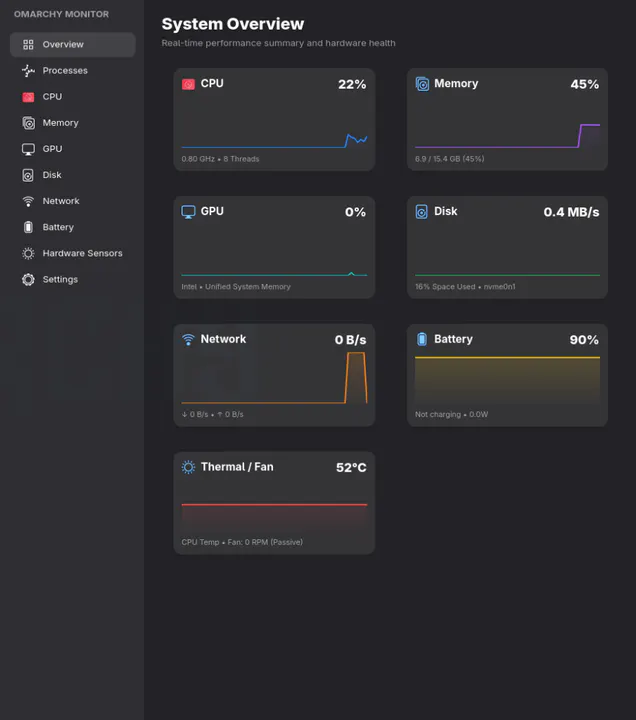 OMARCHY MONITOR
Overview
Processes
CPU
Memory
GPU
Disk
Network
Battery
Hardware Sensors
Settings
System Overview
Real-time performance summary and hardware health
CPU 22%
0.80 GHz • 8 Threads
Memory 45%
6.9 / 15.4 GB (45%)
GPU 0%
Intel • Unified System Memory
Disk 0.4 MB/s
16% Space Used • nvme0n1
Network 0 B/s
↓ 0 B/s • ↑ 0 B/s
Battery 90%
Not charging • 0.0W
Thermal / Fan 52°C
CPU Temp • Fan: 0 RPM (Passive)